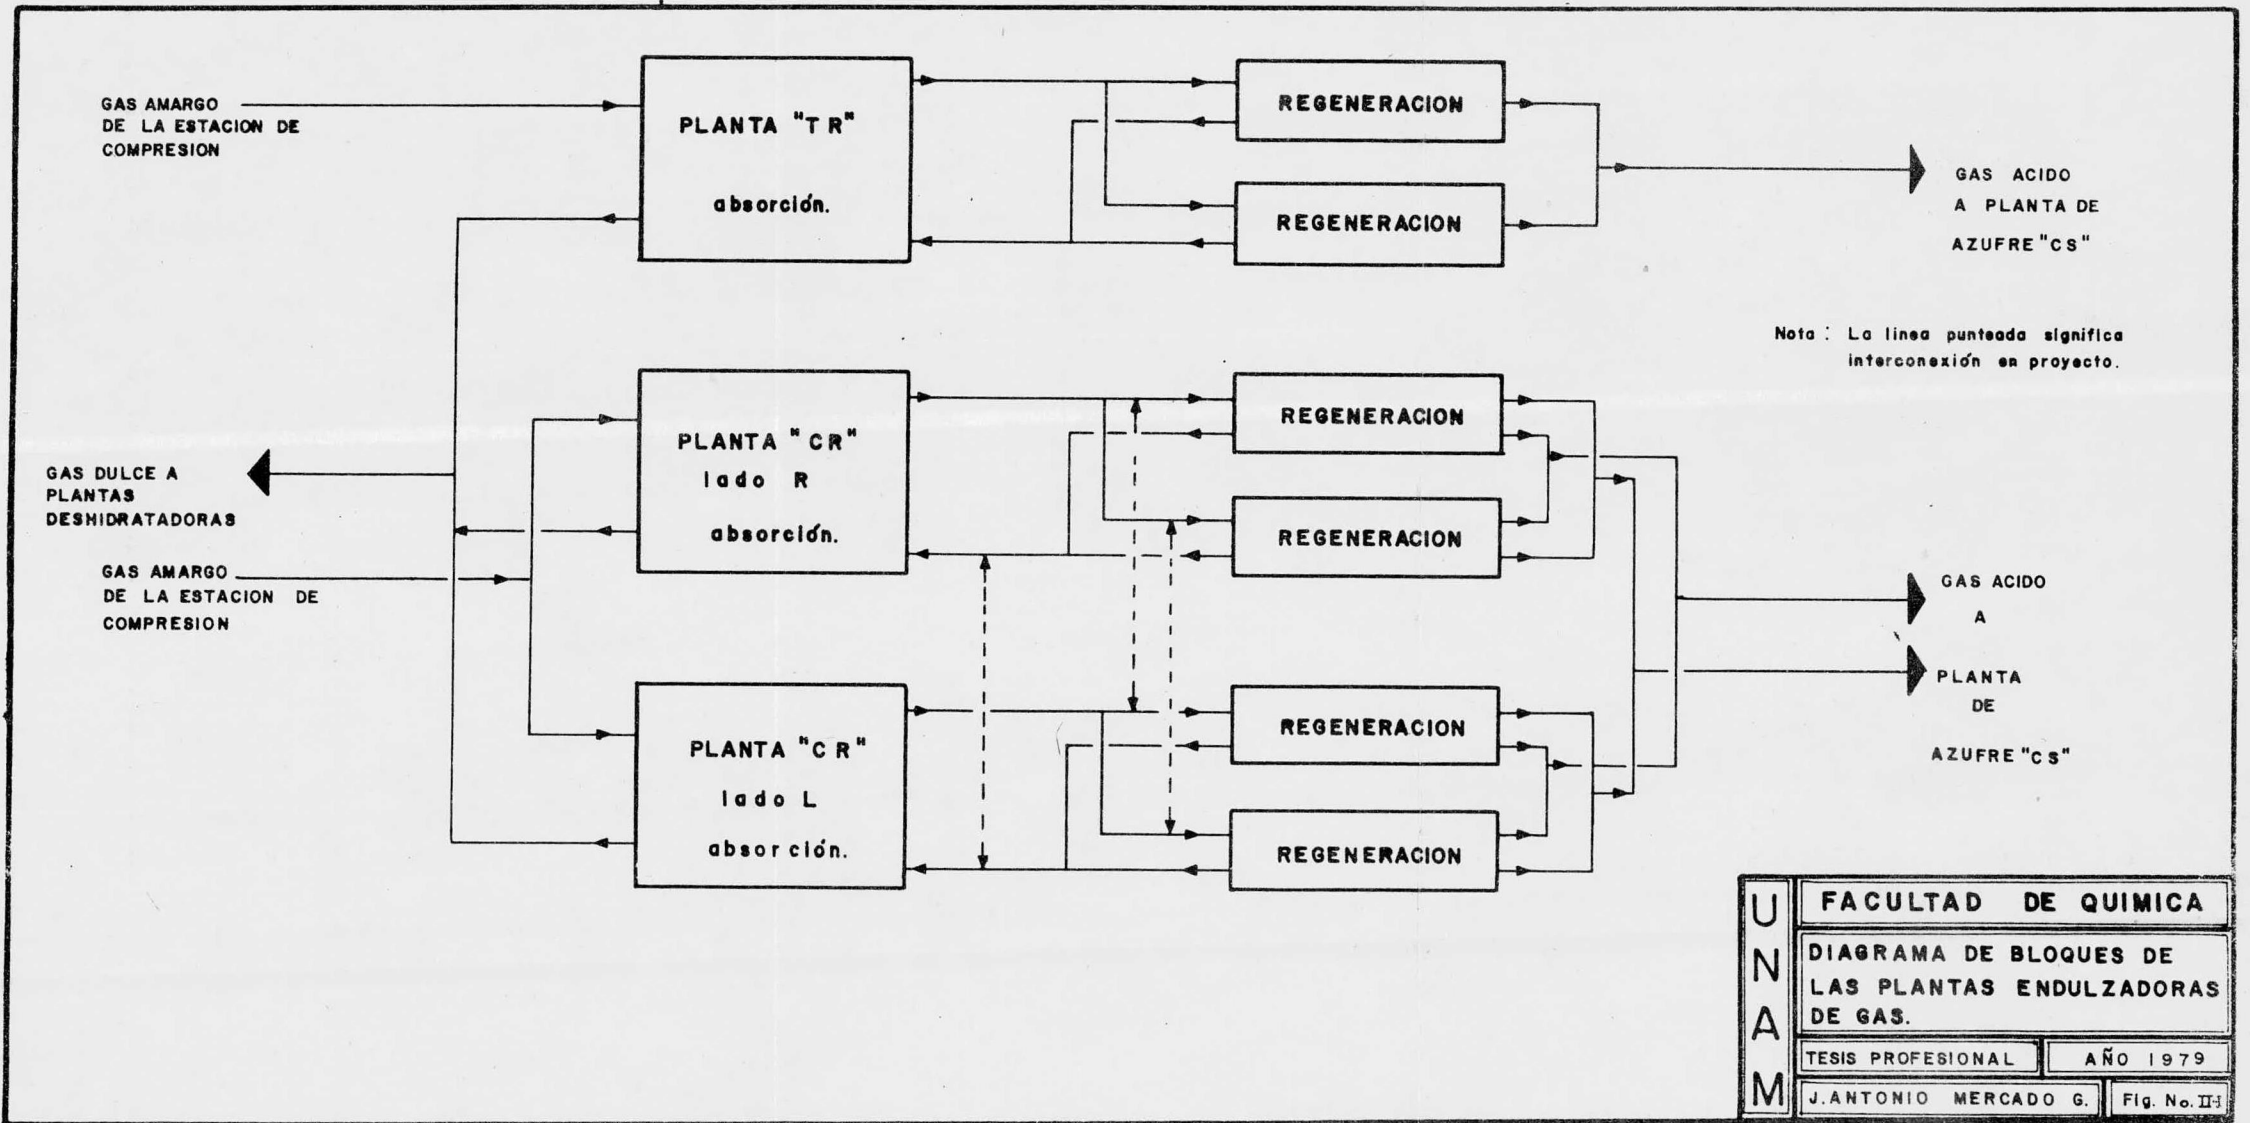 GAS AMARGO
DE LA ESTACION DE
COMPRESION
PLANTA "TR"
absorción.
REGENERACION
REGENERACION
GAS ACIDO
A PLANTA DE
AZUFRE "CS"
Nota : La linea punteada significa
interconexión en proyecto.
GAS DULCE A
PLANTAS
DESHIDRATADORAS
GAS AMARGO
DE LA ESTACION DE
COMPRESION
PLANTA "CR"
lado R
absorción.
REGENERACION
REGENERACION
PLANTA "CR"
lado L
absorción.
REGENERACION
REGENERACION
GAS ACIDO
A
PLANTA
DE
AZUFRE "CS"
UNAM
FACULTAD DE QUIMICA
DIAGRAMA DE BLOQUES DE
LAS PLANTAS ENDULZADORAS
DE GAS.
TESIS PROFESIONAL
AÑO 1979
J. ANTONIO MERCADO G.
Fig. No. II-I